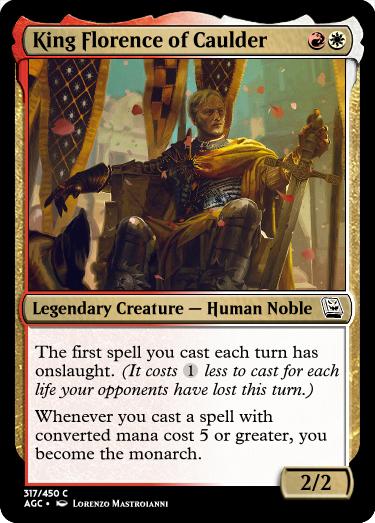 King Florence of Caulder
Legendary Creature — Human Noble
The first spell you cast each turn has
onslaught. (It costs 1 less to cast for each
life your opponents have lost this turn.)
Whenever you cast a spell with
converted mana cost 5 or greater, you
become the monarch.
2/2
317/450 C
AGC • Lorenzo Mastroianni